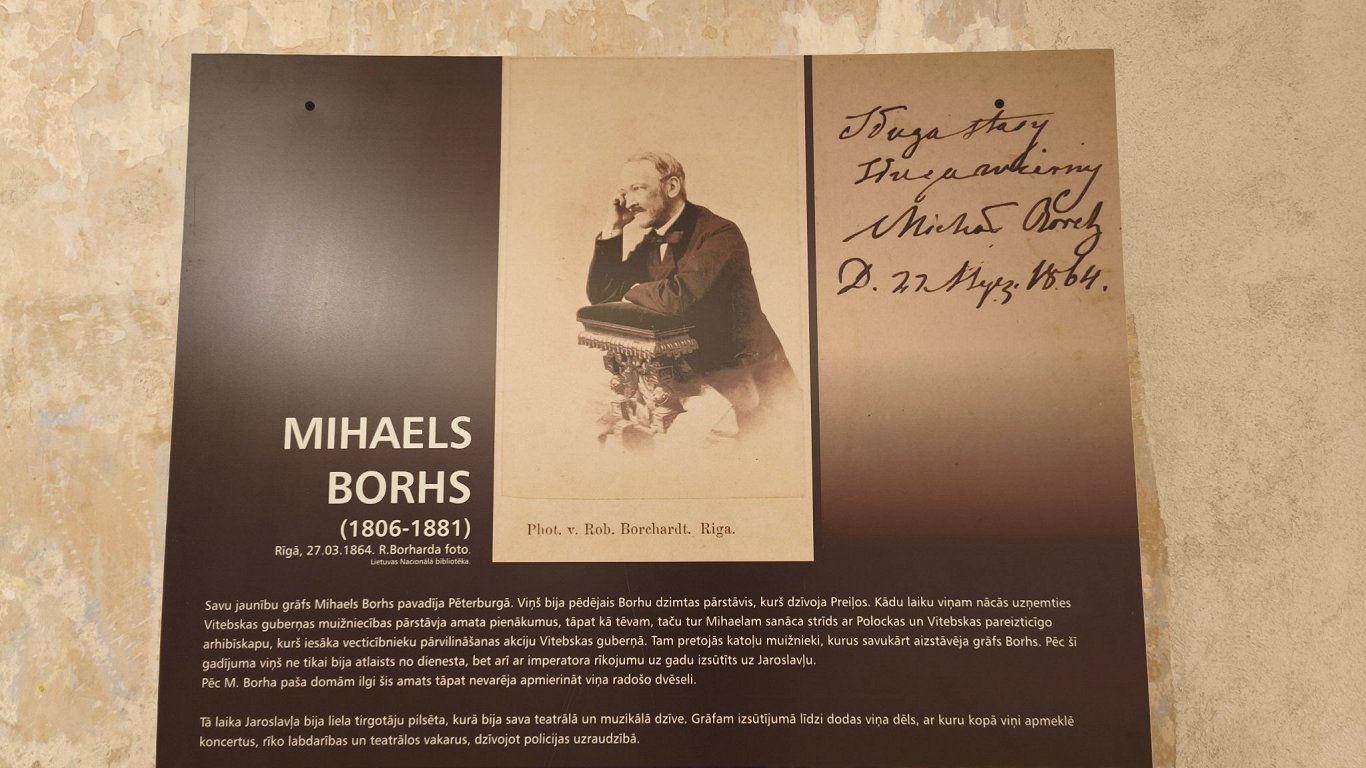 MIHAELS
BORHS
(1806-1881)
Rīgā, 27.03.1864. R.Borharda foto.
Lietuvas Nacionālā bibliotēka.
Phot. v. Rob. Borchardt. Riga.
Sługa stary
Sługa wierny
Michał Borch
D. 1864.
Savu jaunību grāfs Mihaels Borhs pavadīja Pēterburgā. Viņš bija pēdējais Borhu dzimtas pārstāvis, kurš dzīvoja Preiļos. Kādu laiku viņam nācās uzņemties
Vitebskas guberņas muižniecības pārstāvja amata pienākumus, tāpat kā tēvam, taču tur Mihaelam sanāca strīds ar Polockas un Vitebskas pareizticīgo
arhibīskapu, kurš iesāka vecticībnieku pārvilināšanas akciju Vitebskas guberņā. Tam pretojās katoļu muižnieki, kurus savukārt aizstāvēja grāfs Borhs. Pēc šī
gadījuma viņš ne tikai bija atlaists no dienesta, bet arī ar imperatora rīkojumu uz gadu izsūtīts uz Jaroslavļu.
Pēc M. Borha paša domām ilgi šis amats tāpat nevarēja apmierināt viņa radošo dvēseli.
Tā laika Jaroslavļa bija liela tirgotāju pilsēta, kurā bija sava teatrālā un muzikālā dzīve. Grāfam izsūtījumā līdzi dodas viņa dēls, ar kuru kopā viņi apmeklē
koncertus, rīko labdarības un teatrālos vakarus, dzīvojot policijas uzraudzībā.